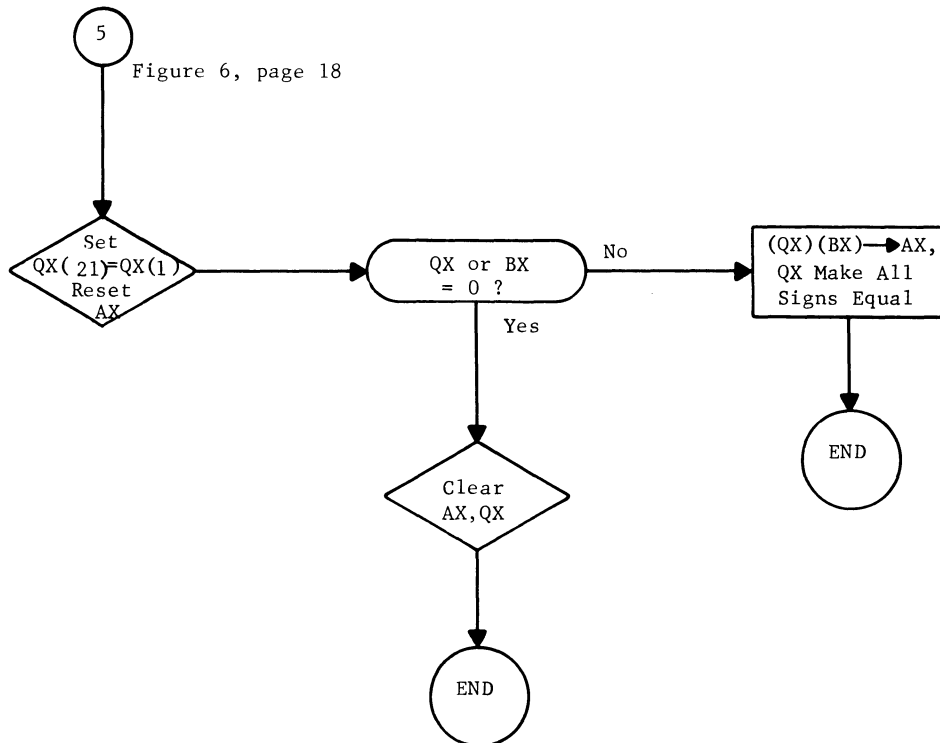 5
Figure 6, page 18
Set
QX( 21)=QX(1)
Reset
AX
QX or BX
= 0 ?
No
(QX)(BX)→AX,
QX Make All
Signs Equal
Yes
END
Clear
AX,QX
END